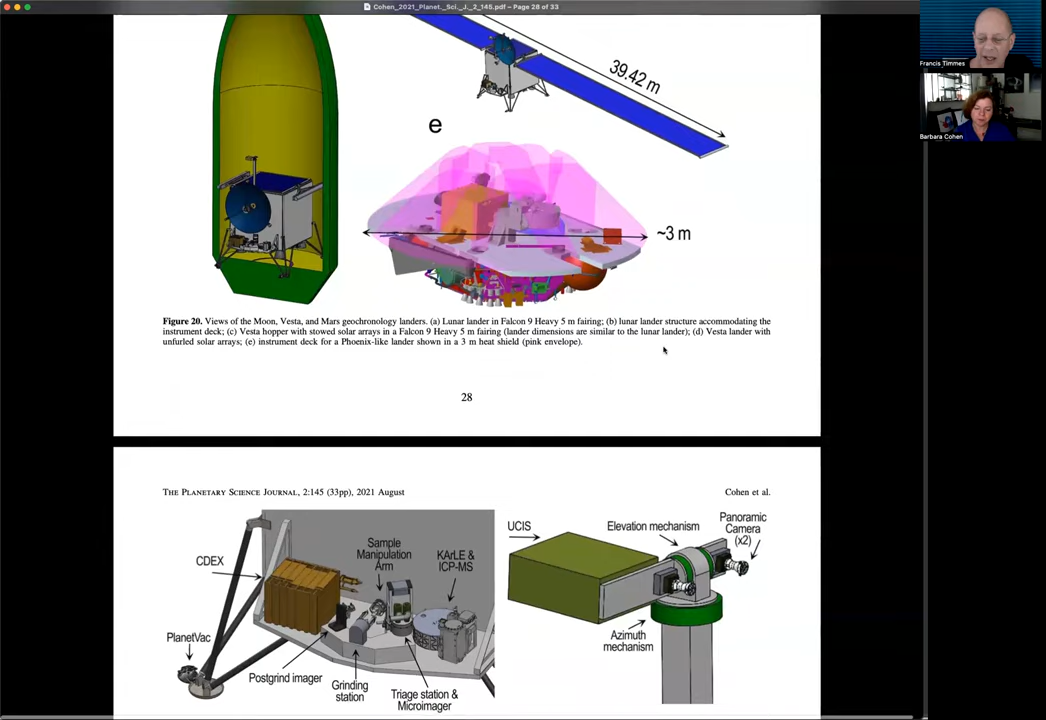 Cohen_2021_Planet._Sci._J._2_145.pdf – Page 28 of 33
Francis Timmes
Barbara Cohen
39.42 m
e
~3 m
Figure 20. Views of the Moon, Vesta, and Mars geochronology landers. (a) Lunar lander in Falcon 9 Heavy 5 m fairing; (b) lunar lander structure accommodating the
instrument deck; (c) Vesta hopper with stowed solar arrays in a Falcon 9 Heavy 5 m fairing (lander dimensions are similar to the lunar lander); (d) Vesta lander with
unfurled solar arrays; (e) instrument deck for a Phoenix-like lander shown in a 3 m heat shield (pink envelope).
28
THE PLANETARY SCIENCE JOURNAL, 2:145 (33pp), 2021 August
Cohen et al.
CDEX
Sample
Manipulation
Arm
KArLE &
ICP-MS
PlanetVac
Postgrind imager
Grinding
station
Triage station &
Microimager
UCIS
Elevation mechanism
Panoramic
Camera
(x2)
Azimuth
mechanism